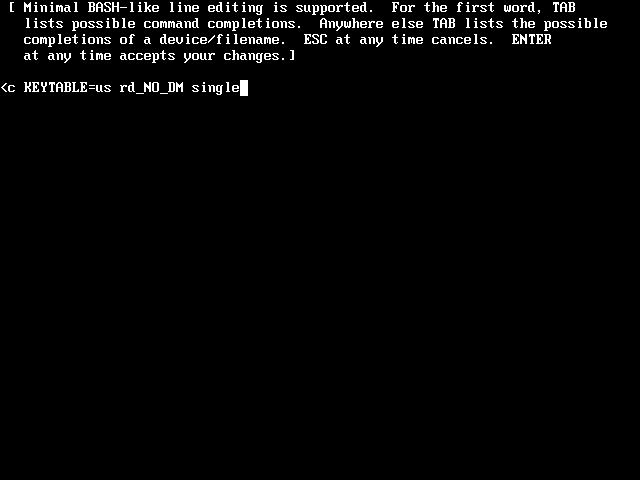 [ Minimal BASH-like line editing is supported.  For the first word, TAB
lists possible command completions.  Anywhere else TAB lists the possible
completions of a device/filename.  ESC at any time cancels.  ENTER
at any time accepts your changes.]
<c KEYTABLE=us rd_NO_DM single